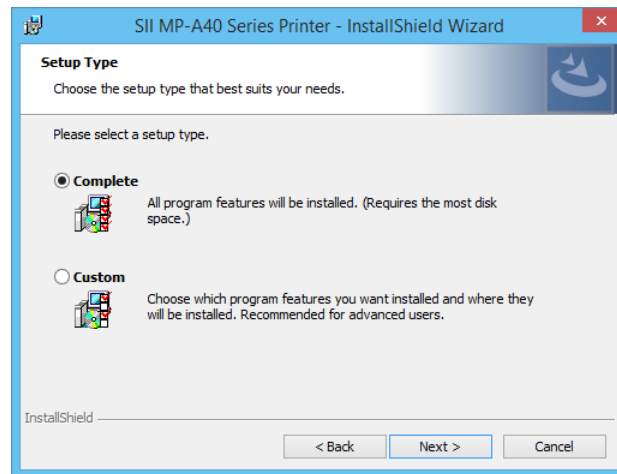 SII MP-A40 Series Printer - InstallShield Wizard
Setup Type
Choose the setup type that best suits your needs.
Please select a setup type.
Complete
All program features will be installed. (Requires the most disk
space.)
Custom
Choose which program features you want installed and where they
will be installed. Recommended for advanced users.
InstallShield
< Back Next > Cancel